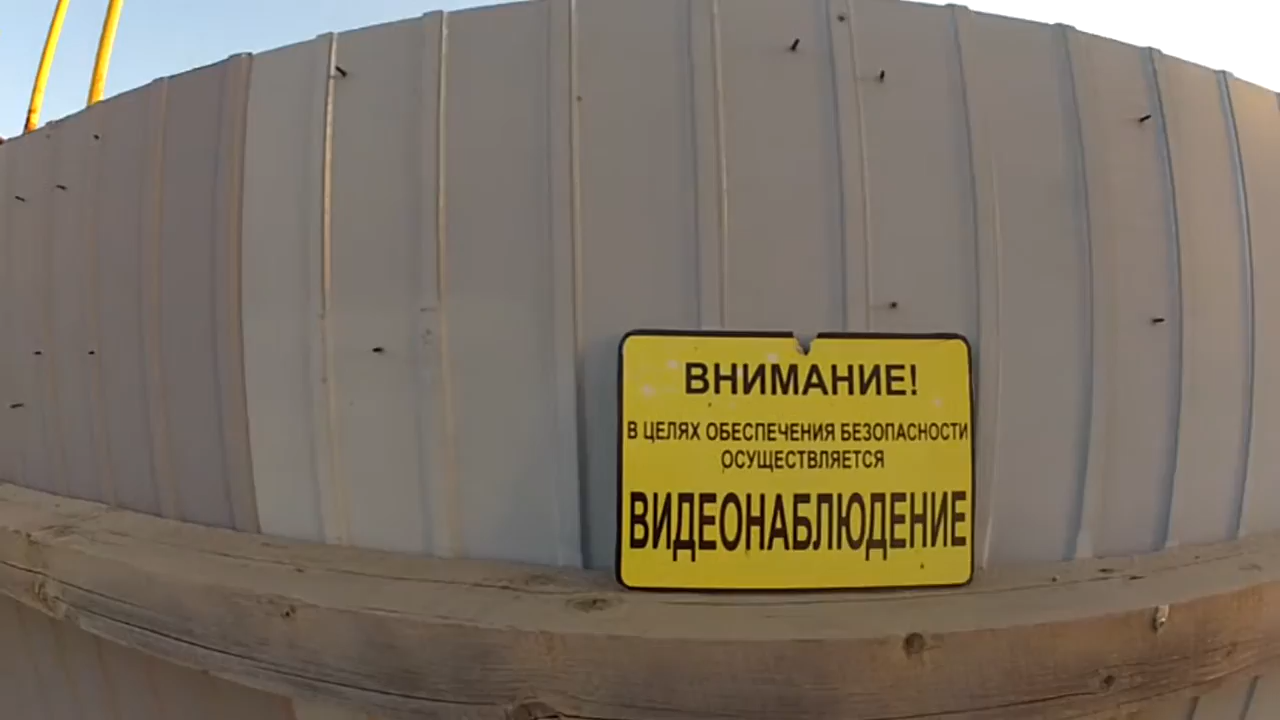 ВНИМАНИЕ!
В ЦЕЛЯХ ОБЕСПЕЧЕНИЯ БЕЗОПАСНОСТИ
ОСУЩЕСТВЛЯЕТСЯ
ВИДЕОНАБЛЮДЕНИЕ